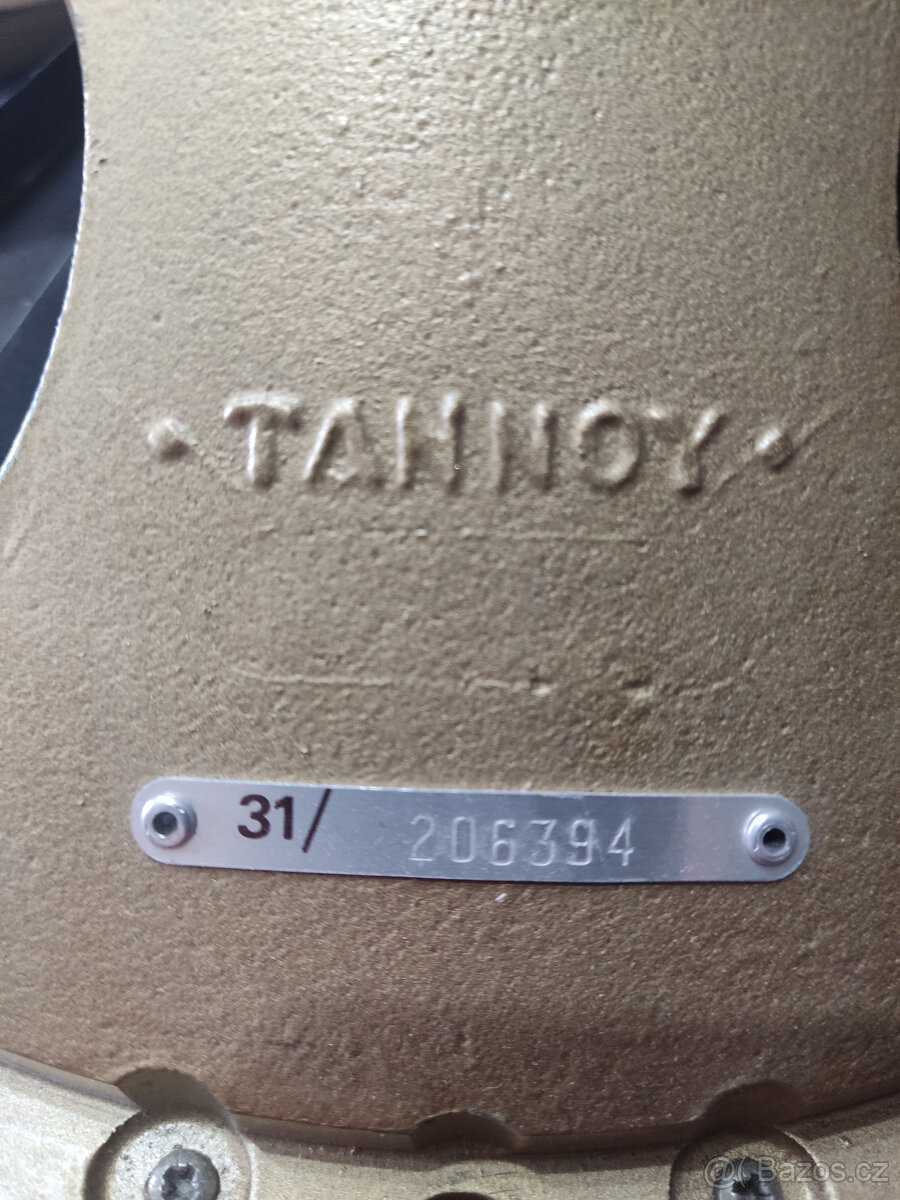 · TANNOY ·
31/ 206394
@ Bazos.cz